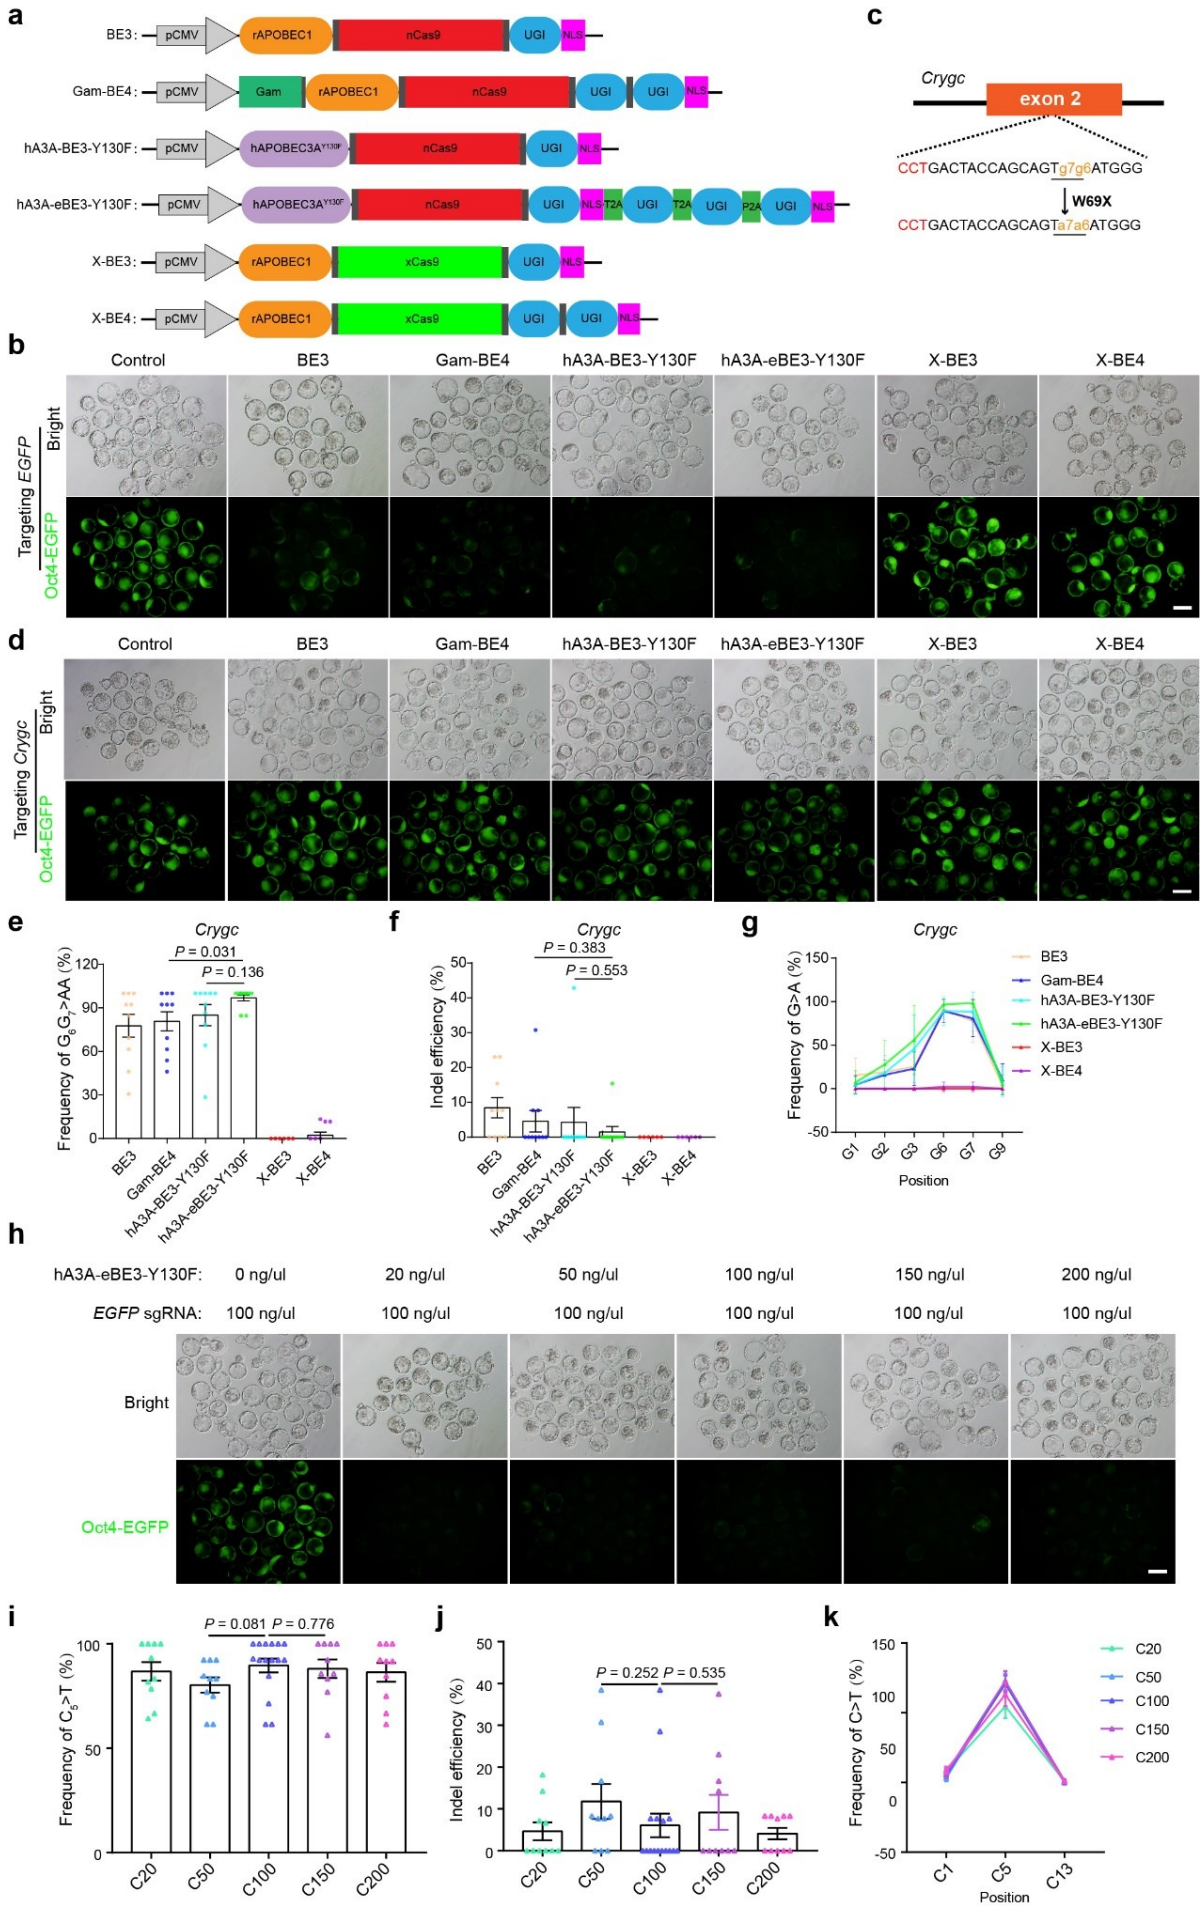 a
BE3:
pCMV
rAPOBEC1
nCas9
UGI
NLS
Gam-BE4:
pCMV
Gam
rAPOBEC1
nCas9
UGI
UGI
NLS
hA3A-BE3-Y130F:
pCMV
hAPOBEC3A^Y130F
nCas9
UGI
NLS
hA3A-eBE3-Y130F:
pCMV
hAPOBEC3A^Y130F
nCas9
UGI
NLS
T2A
UGI
T2A
UGI
P2A
UGI
NLS
X-BE3:
pCMV
rAPOBEC1
xCas9
UGI
NLS
X-BE4:
pCMV
rAPOBEC1
xCas9
UGI
UGI
NLS
c
Crygc
exon 2
CCTGACTACCAGCAGTg7g6ATGGG
W69X
CCTGACTACCAGCAGTa7a6ATGGG
b
Control
BE3
Gam-BE4
hA3A-BE3-Y130F
hA3A-eBE3-Y130F
X-BE3
X-BE4
Targeting EGFP
Bright
Oct4-EGFP
d
Control
BE3
Gam-BE4
hA3A-BE3-Y130F
hA3A-eBE3-Y130F
X-BE3
X-BE4
Targeting Crygc
Bright
Oct4-EGFP
e
Crygc
P = 0.031
P = 0.136
Frequency of G6G7>AA (%)
120
90
60
30
0
BE3
Gam-BE4
hA3A-BE3-Y130F
hA3A-eBE3-Y130F
X-BE3
X-BE4
f
Crygc
P = 0.383
P = 0.553
Indel efficiency (%)
50
40
30
20
10
0
BE3
Gam-BE4
hA3A-BE3-Y130F
hA3A-eBE3-Y130F
X-BE3
X-BE4
g
Crygc
Frequency of G>A (%)
150
100
50
0
-50
G1
G2
G3
G6
G7
G9
Position
BE3
Gam-BE4
hA3A-BE3-Y130F
hA3A-eBE3-Y130F
X-BE3
X-BE4
h
hA3A-eBE3-Y130F: 0 ng/ul 20 ng/ul 50 ng/ul 100 ng/ul 150 ng/ul 200 ng/ul
EGFP sgRNA: 100 ng/ul 100 ng/ul 100 ng/ul 100 ng/ul 100 ng/ul 100 ng/ul
Bright
Oct4-EGFP
i
P = 0.081
P = 0.776
Frequency of C5>T (%)
100
50
0
C20
C50
C100
C150
C200
j
P = 0.252
P = 0.535
Indel efficiency (%)
50
40
30
20
10
0
C20
C50
C100
C150
C200
k
Frequency of C>T (%)
150
100
50
0
-50
C1
C5
C13
Position
C20
C50
C100
C150
C200